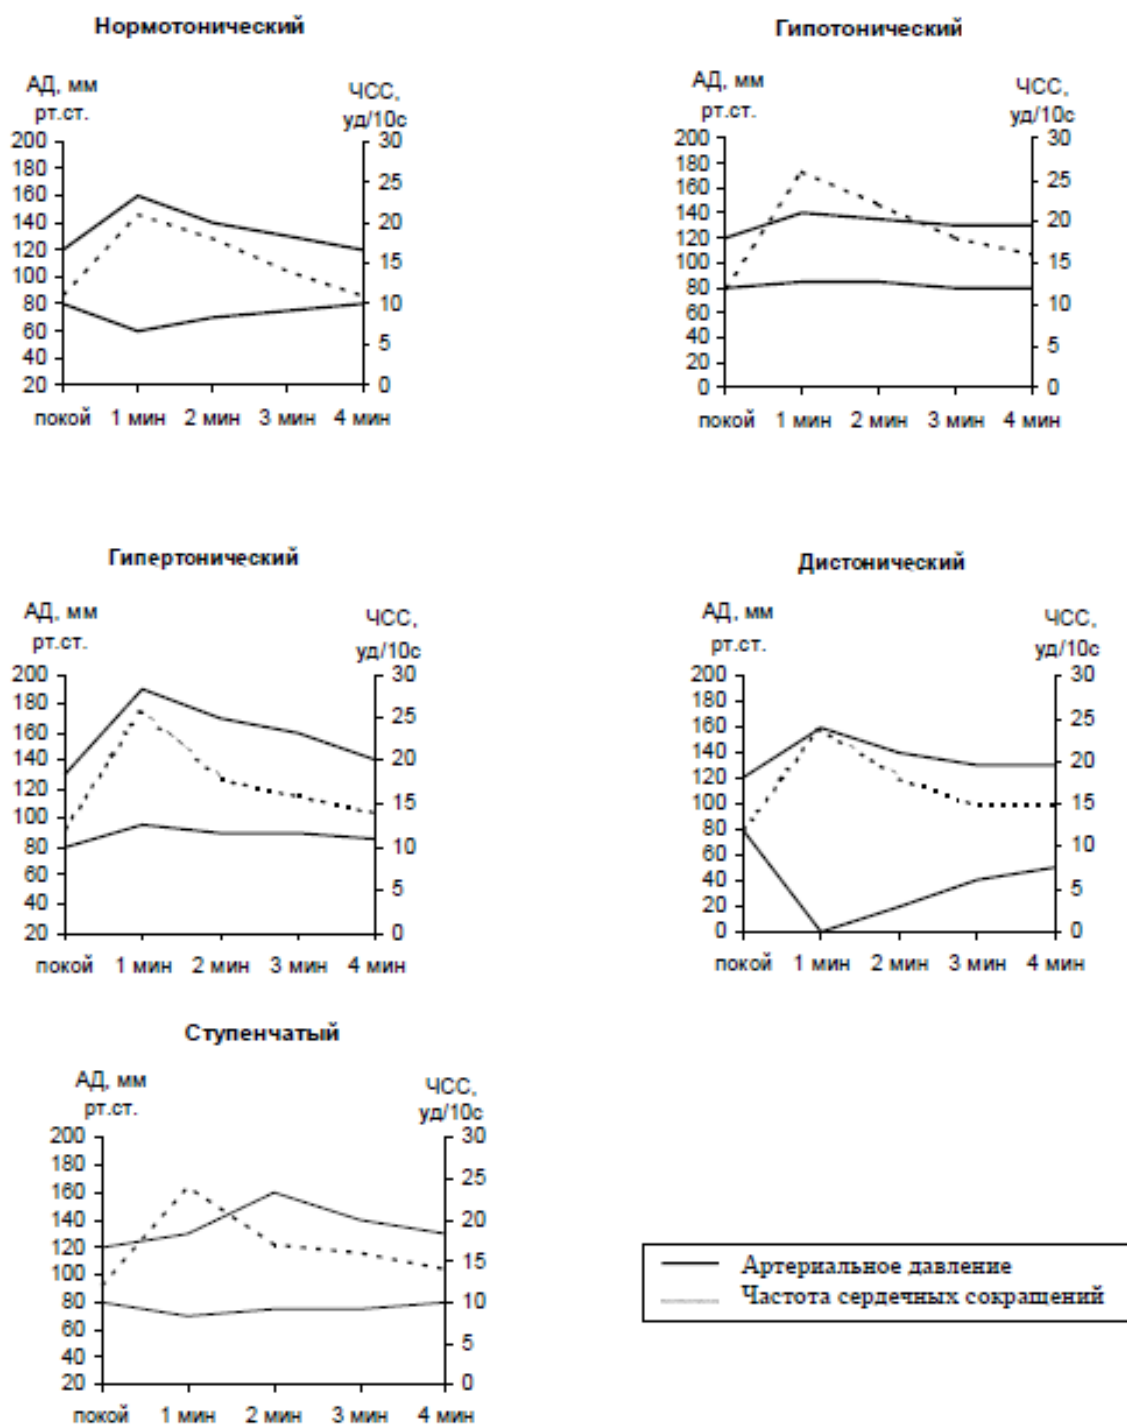 Нормотонический
АД, мм
рт.ст.
ЧСС,
уд/10с
200
180
160
140
120
100
80
60
40
20
30
25
20
15
10
5
0
покой 1 мин 2 мин 3 мин 4 мин
Гипотонический
АД, мм
рт.ст.
ЧСС,
уд/10с
200
180
160
140
120
100
80
60
40
20
0
30
25
20
15
10
5
0
покой 1 мин 2 мин 3 мин 4 мин
Гипертонический
АД, мм
рт.ст.
ЧСС,
уд/10с
200
180
160
140
120
100
80
60
40
20
30
25
20
15
10
5
0
покой 1 мин 2 мин 3 мин 4 мин
Дистонический
АД, мм
рт.ст.
ЧСС,
уд/10с
200
180
160
140
120
100
80
60
40
20
0
30
25
20
15
10
5
0
покой 1 мин 2 мин 3 мин 4 мин
Ступенчатый
АД, мм
рт.ст.
ЧСС,
уд/10с
200
180
160
140
120
100
80
60
40
20
30
25
20
15
10
5
0
покой 1 мин 2 мин 3 мин 4 мин
Артериальное давление
Частота сердечных сокращений